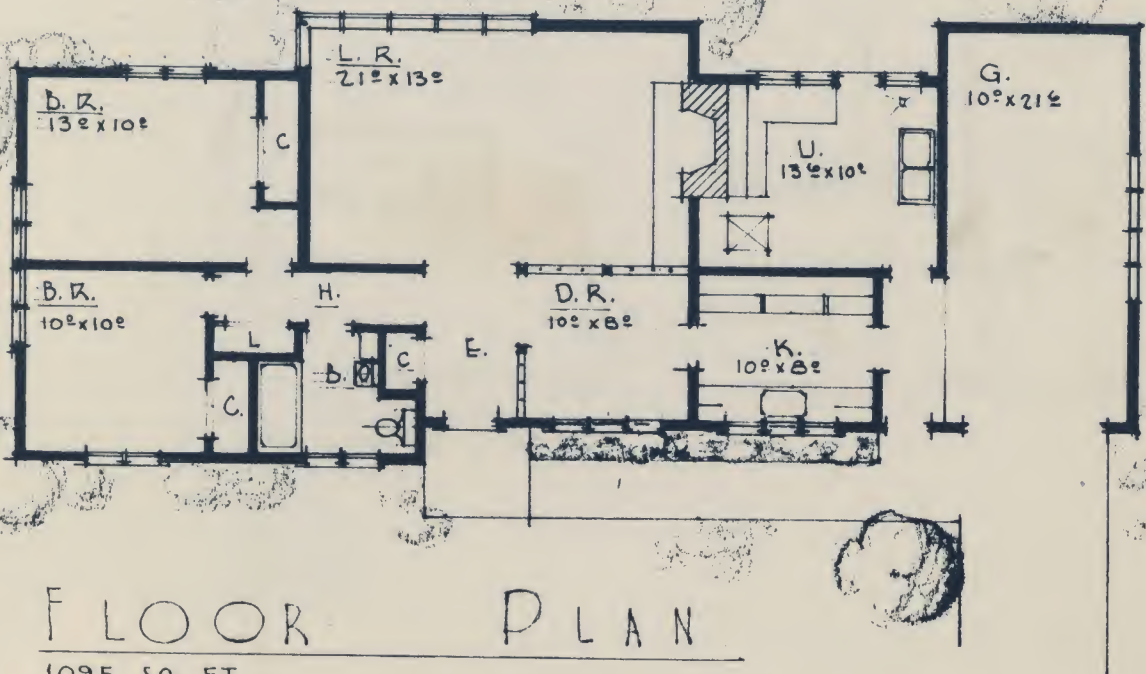 L. R.
21⁰ x 13⁰
B. R.
13⁰ x 10⁰
C
U.
13⁶ x 10⁰
G.
10⁰ x 21⁶
B. R.
10⁰ x 10⁰
H.
L
C.
B.
C
E.
D. R.
10⁰ x 8⁰
K.
10⁰ x 8⁰
FLOOR PLAN
1095 SQ. FT.